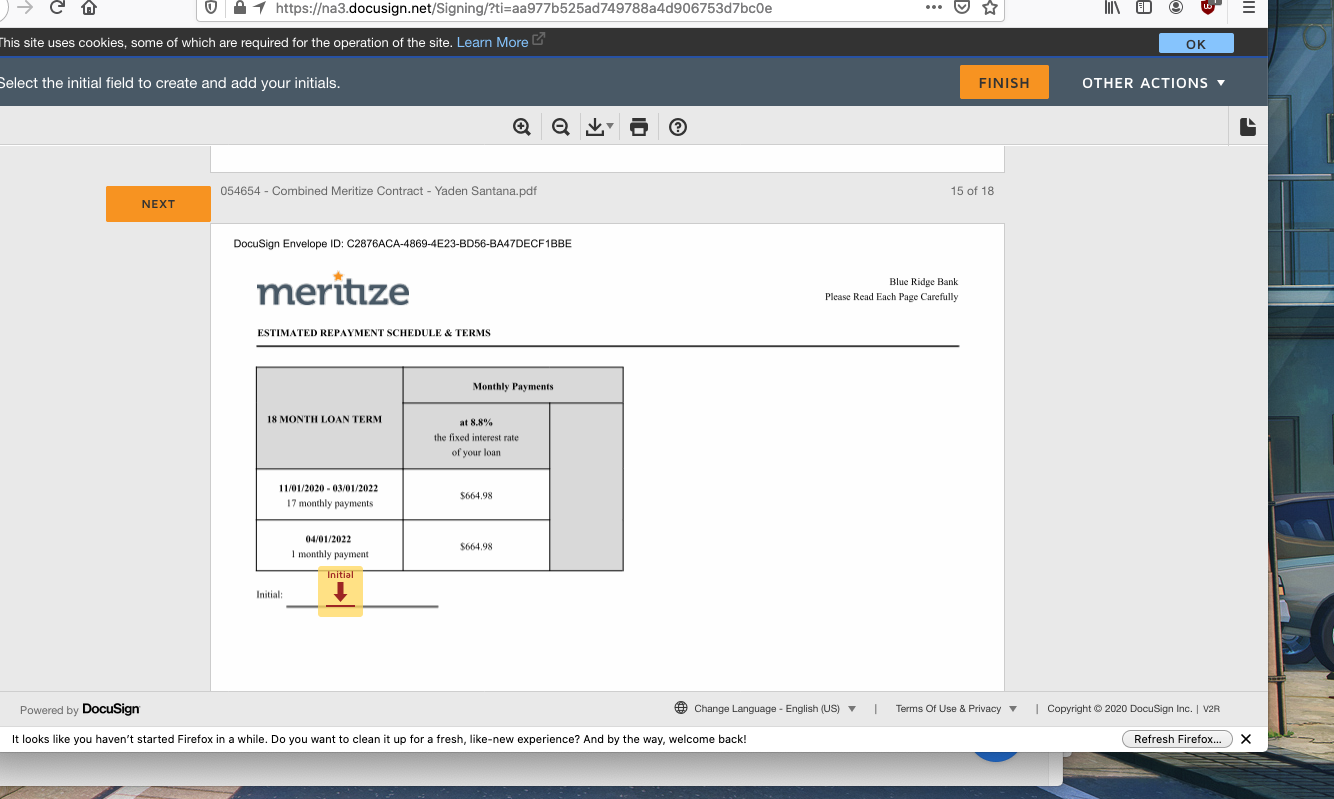 https://na3.docusign.net/Signing/?ti=aa977b525ad749788a4d906753d7bc0e
This site uses cookies, some of which are required for the operation of the site. Learn More
OK
Select the initial field to create and add your initials.
FINISH
OTHER ACTIONS
054654 - Combined Meritize Contract - Yaden Santana.pdf
15 of 18
NEXT
DocuSign Envelope ID: C2876ACA-4869-4E23-BD56-BA47DECF1BBE
meritize
Blue Ridge Bank
Please Read Each Page Carefully
ESTIMATED REPAYMENT SCHEDULE & TERMS
18 MONTH LOAN TERM
Monthly Payments
at 8.8%
the fixed interest rate
of your loan
11/01/2020 - 03/01/2022
17 monthly payments
$664.98
04/01/2022
1 monthly payment
$664.98
Initial
Initial:
Powered by DocuSign
Change Language - English (US)
|
Terms Of Use & Privacy
|
Copyright © 2020 DocuSign Inc. | V2R
It looks like you haven't started Firefox in a while. Do you want to clean it up for a fresh, like-new experience? And by the way, welcome back!
Refresh Firefox...